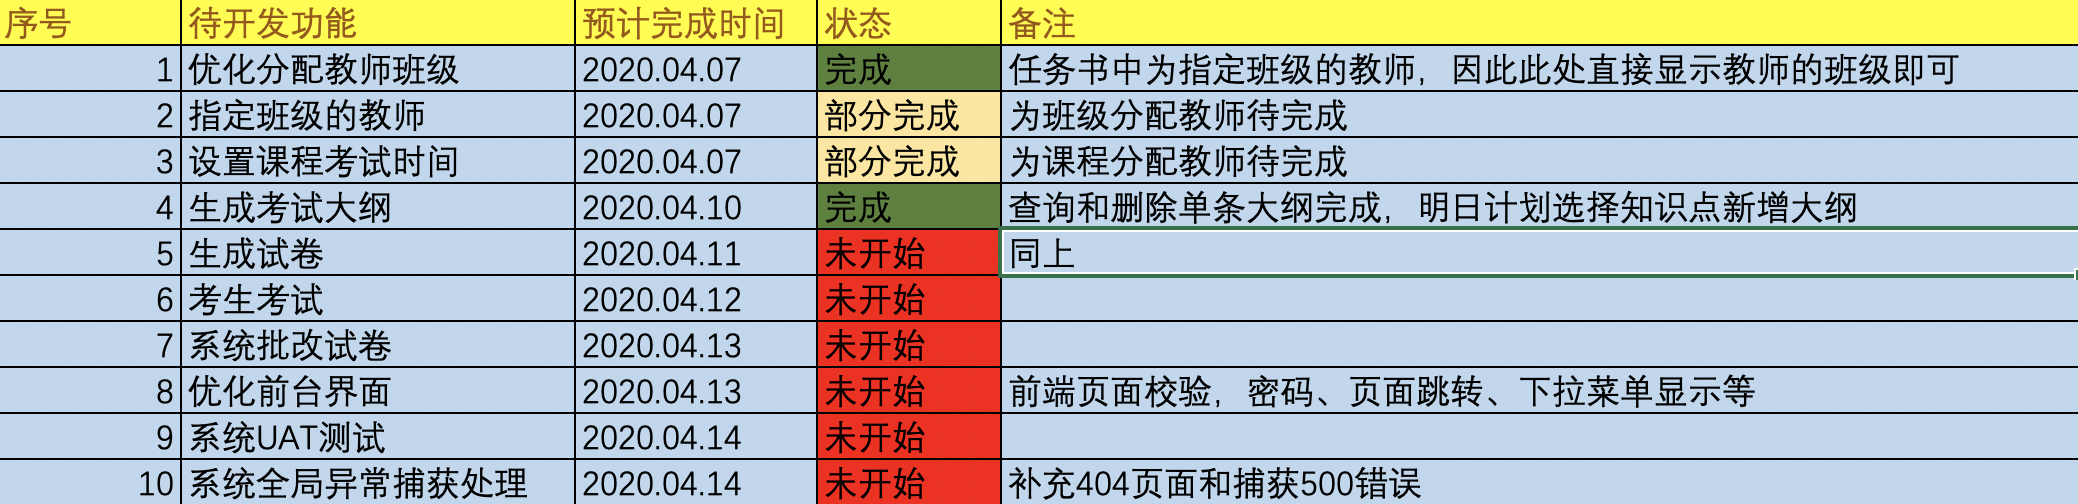 序号 待开发功能 预计完成时间 状态 备注
1 优化分配教师班级 2020.04.07 完成 任务书中为指定班级的教师，因此此处直接显示教师的班级即可
2 指定班级的教师 2020.04.07 部分完成 为班级分配教师待完成
3 设置课程考试时间 2020.04.07 部分完成 为课程分配教师待完成
4 生成考试大纲 2020.04.10 完成 查询和删除单条大纲完成，明日计划选择知识点新增大纲
5 生成试卷 2020.04.11 未开始 同上
6 考生考试 2020.04.12 未开始
7 系统批改试卷 2020.04.13 未开始
8 优化前台界面 2020.04.13 未开始 前端页面校验，密码、页面跳转、下拉菜单显示等
9 系统UAT测试 2020.04.14 未开始
10 系统全局异常捕获处理 2020.04.14 未开始 补充404页面和捕获500错误